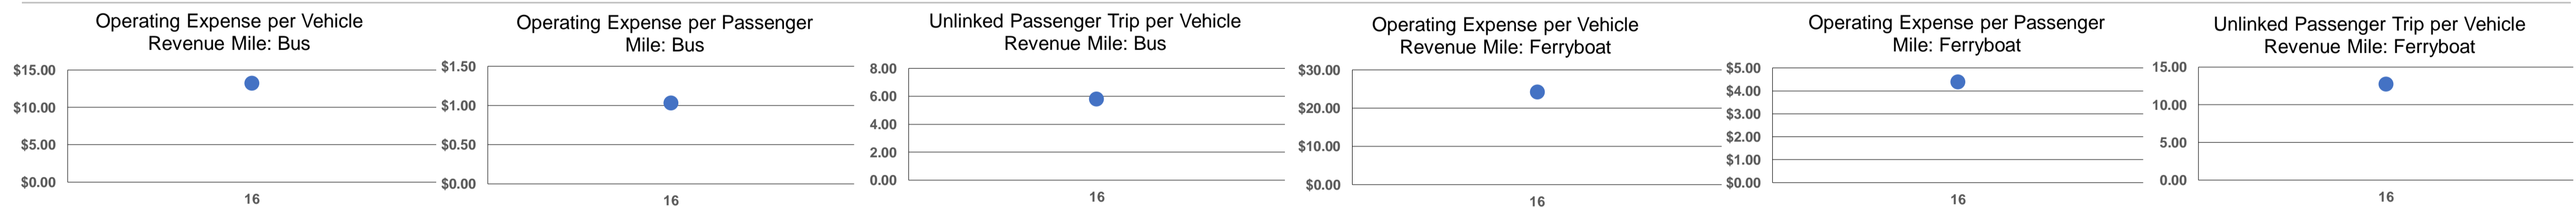 Operating Expense per Vehicle
Revenue Mile: Bus
$15.00
$10.00
$5.00
$0.00
16
Operating Expense per Passenger
Mile: Bus
$1.50
$1.00
$0.50
$0.00
16
Unlinked Passenger Trip per Vehicle
Revenue Mile: Bus
8.00
6.00
4.00
2.00
0.00
16
Operating Expense per Vehicle
Revenue Mile: Ferryboat
$30.00
$20.00
$10.00
$0.00
16
Operating Expense per Passenger
Mile: Ferryboat
$5.00
$4.00
$3.00
$2.00
$1.00
$0.00
16
Unlinked Passenger Trip per Vehicle
Revenue Mile: Ferryboat
15.00
10.00
5.00
0.00
16